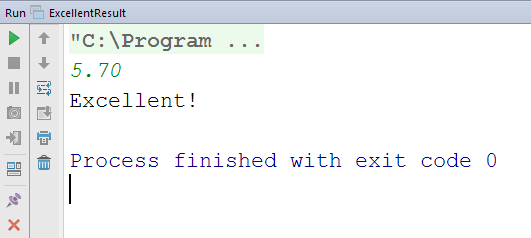 Run ExcellentResult
"C:\Program ...
5.70
Excellent!
Process finished with exit code 0